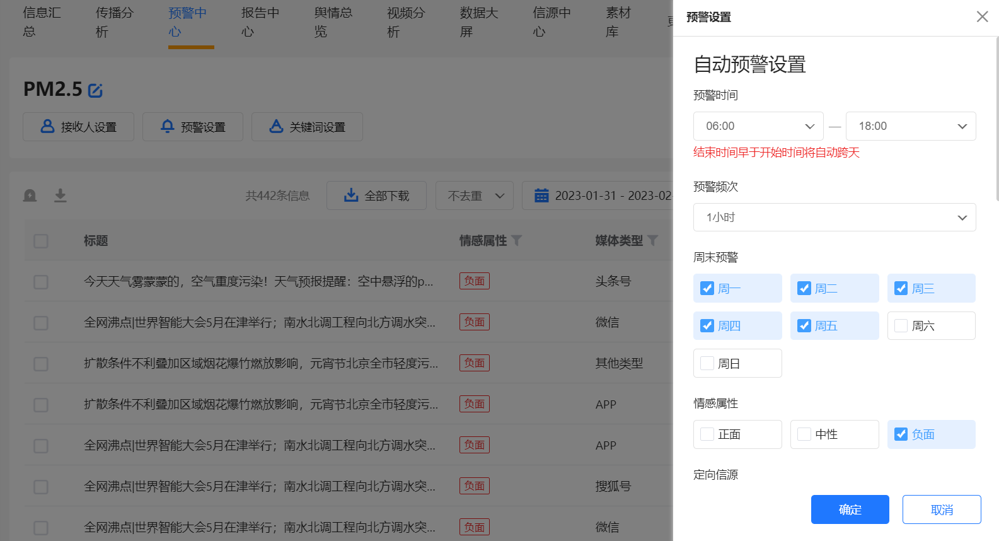 信息汇总
传播分析
预警中心
报告中心
舆情总览
视频分析
数据大屏
信源中心
素材库
PM2.5
接收人设置
预警设置
关键词设置
共442条信息
全部下载
不去重
2023-01-31 - 2023-02-
标题
情感属性
媒体类型
今天天气雾蒙蒙的，空气重度污染！天气预报提醒：空中悬浮的p...
负面
头条号
全网沸点|世界智能大会5月在津举行；南水北调工程向北方调水突...
负面
微信
扩散条件不利叠加区域烟花爆竹燃放影响，元宵节北京全市轻度污...
负面
其他类型
扩散条件不利叠加区域烟花爆竹燃放影响，元宵节北京全市轻度污...
负面
APP
全网沸点|世界智能大会5月在津举行；南水北调工程向北方调水突...
负面
APP
全网沸点|世界智能大会5月在津举行；南水北调工程向北方调水突...
负面
搜狐号
全网沸点|世界智能大会5月在津举行；南水北调工程向北方调水突...
负面
微信
预警设置
自动预警设置
预警时间
06:00 — 18:00
结束时间早于开始时间将自动跨天
预警频次
1小时
周末预警
周一
周二
周三
周四
周五
周六
周日
情感属性
正面
中性
负面
定向信源
确定
取消